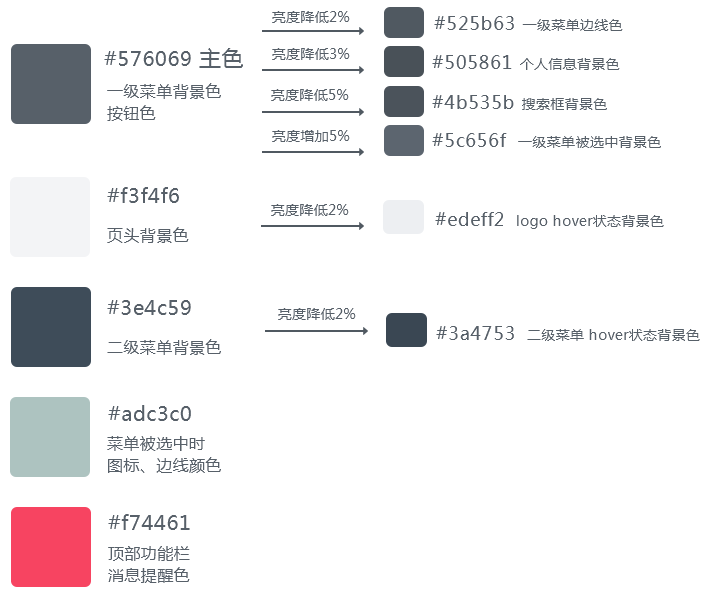 #576069 主色
一级菜单背景色
按钮色
亮度降低2%
#525b63 一级菜单边线色
亮度降低3%
#505861 个人信息背景色
亮度降低5%
#4b535b 搜索框背景色
亮度增加5%
#5c656f 一级菜单被选中背景色
#f3f4f6
页头背景色
亮度降低2%
#edeff2 logo hover状态背景色
#3e4c59
二级菜单背景色
亮度降低2%
#3a4753 二级菜单 hover状态背景色
#adc3c0
菜单被选中时
图标、边线颜色
#f74461
顶部功能栏
消息提醒色